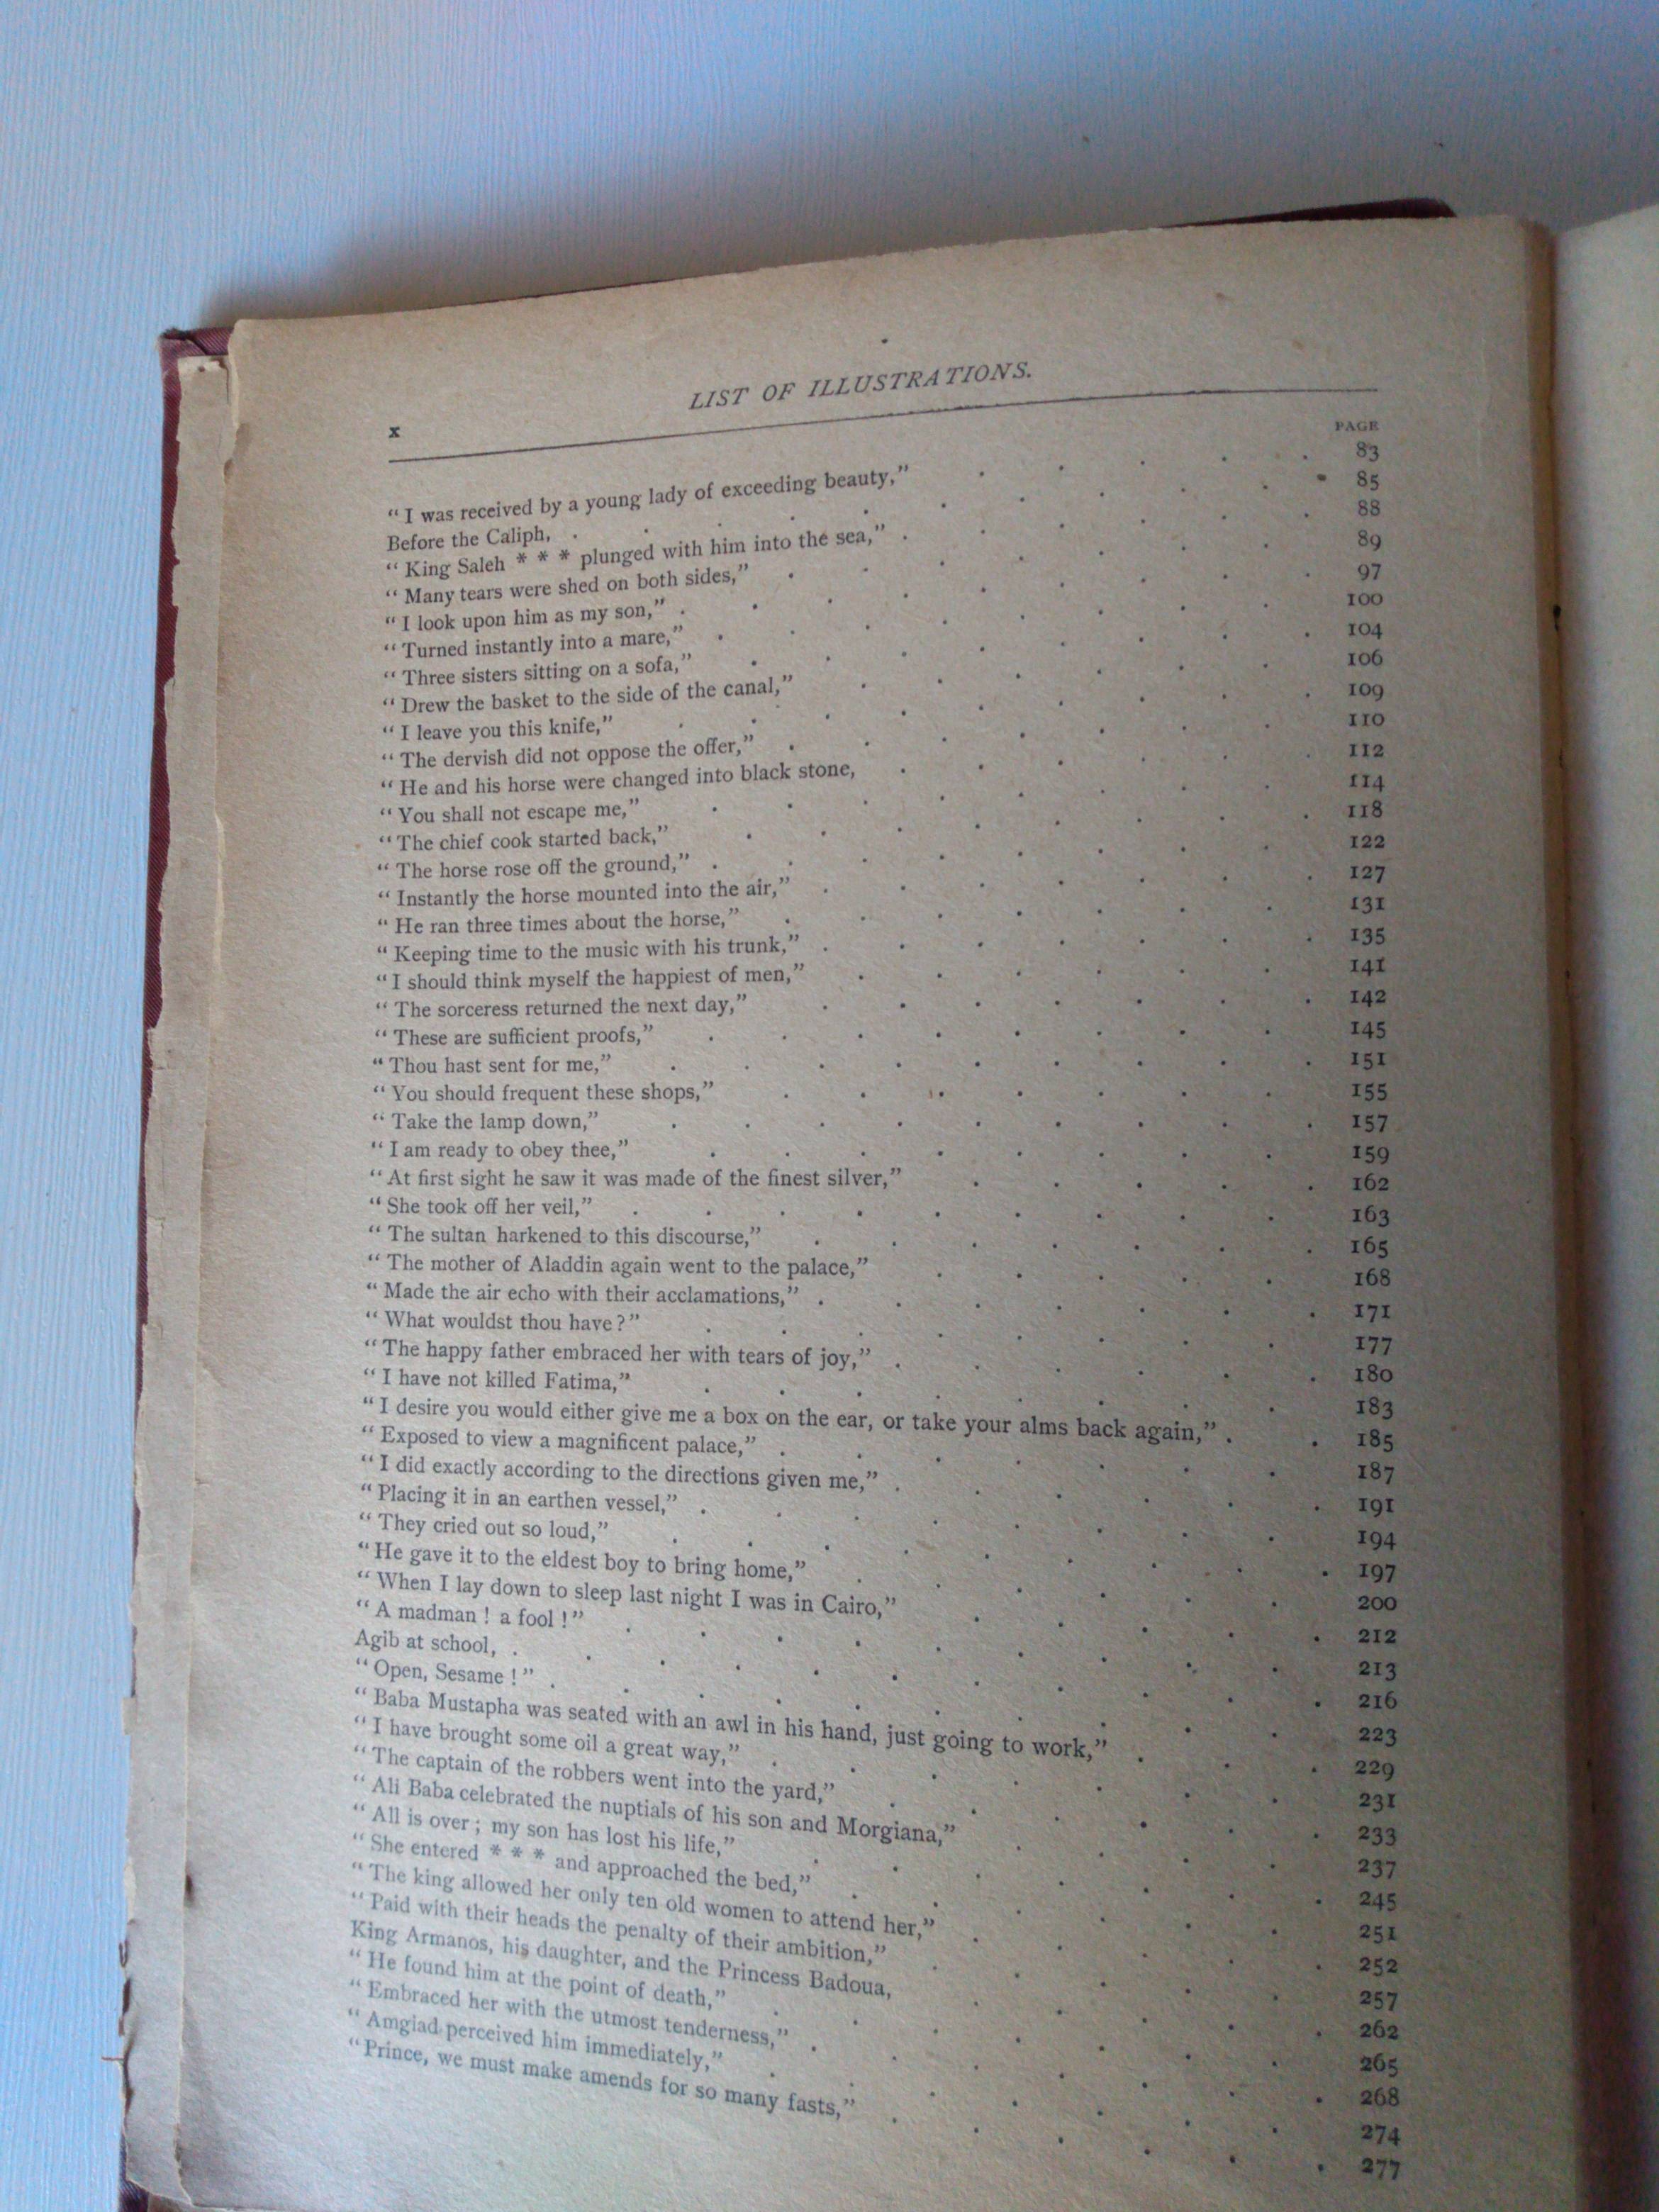 LIST OF ILLUSTRATIONS.
x
PAGE
“I was received by a young lady of exceeding beauty,” . . . . . 83
Before the Caliph, . . . . . . . . . 85
“King Saleh * * * plunged with him into the sea,” . . . . . . 88
“Many tears were shed on both sides,” . . . . . . . 89
“I look upon him as my son,” . . . . . . . . 97
“Turned instantly into a mare,” . . . . . . . . 100
“Three sisters sitting on a sofa,” . . . . . . . . 104
“Drew the basket to the side of the canal,” . . . . . . 106
“I leave you this knife,” . . . . . . . . . 109
“The dervish did not oppose the offer,” . . . . . . . 110
“He and his horse were changed into black stone, . . . . . . 112
“You shall not escape me,” . . . . . . . . 114
“The chief cook started back,” . . . . . . . . 118
“The horse rose off the ground,” . . . . . . . . 122
“Instantly the horse mounted into the air,” . . . . . . . 127
“He ran three times about the horse,” . . . . . . . 131
“Keeping time to the music with his trunk,” . . . . . . . 135
“I should think myself the happiest of men,” . . . . . . 141
“The sorceress returned the next day,” . . . . . . . 142
“These are sufficient proofs,” . . . . . . . . 145
“Thou hast sent for me,” . . . . . . . . . 151
“You should frequent these shops,” . . . . . . . 155
“Take the lamp down,” . . . . . . . . . 157
“I am ready to obey thee,” . . . . . . . . 159
“At first sight he saw it was made of the finest silver,” . . . . . 162
“She took off her veil,” . . . . . . . . . 163
“The sultan harkened to this discourse,” . . . . . . . 165
“The mother of Aladdin again went to the palace,” . . . . . 168
“Made the air echo with their acclamations,” . . . . . . . 171
“What wouldst thou have?” . . . . . . . . 177
“The happy father embraced her with tears of joy,” . . . . . . 180
“I have not killed Fatima,” . . . . . . . . 183
“I desire you would either give me a box on the ear, or take your alms back again,” . . 185
“Exposed to view a magnificent palace,” . . . . . . . 187
“I did exactly according to the directions given me,” . . . . . . 191
“Placing it in an earthen vessel,” . . . . . . . . 194
“They cried out so loud,” . . . . . . . . . 197
“He gave it to the eldest boy to bring home,” . . . . . . 200
“When I lay down to sleep last night I was in Cairo,” . . . . . 212
“A madman! a fool!” . . . . . . . . . 213
Agib at school, . . . . . . . . . . 216
“Open, Sesame!” . . . . . . . . . . 223
“Baba Mustapha was seated with an awl in his hand, just going to work,” . . . 229
“I have brought some oil a great way,” . . . . . . . 231
“The captain of the robbers went into the yard,” . . . . . . 233
“Ali Baba celebrated the nuptials of his son and Morgiana,” . . . . . 237
“All is over; my son has lost his life,” . . . . . . . 245
“She entered * * * and approached the bed,” . . . . . . 251
“The king allowed her only ten old women to attend her,” . . . . . 252
“Paid with their heads the penalty of their ambition,” . . . . . 257
King Armanos, his daughter, and the Princess Badoua, . . . . . 262
“He found him at the point of death,” . . . . . . . 265
“Embraced her with the utmost tenderness,” . . . . . . . 268
“Amgiad perceived him immediately,” . . . . . . . 274
“Prince, we must make amends for so many fasts,” . . . . . . 277